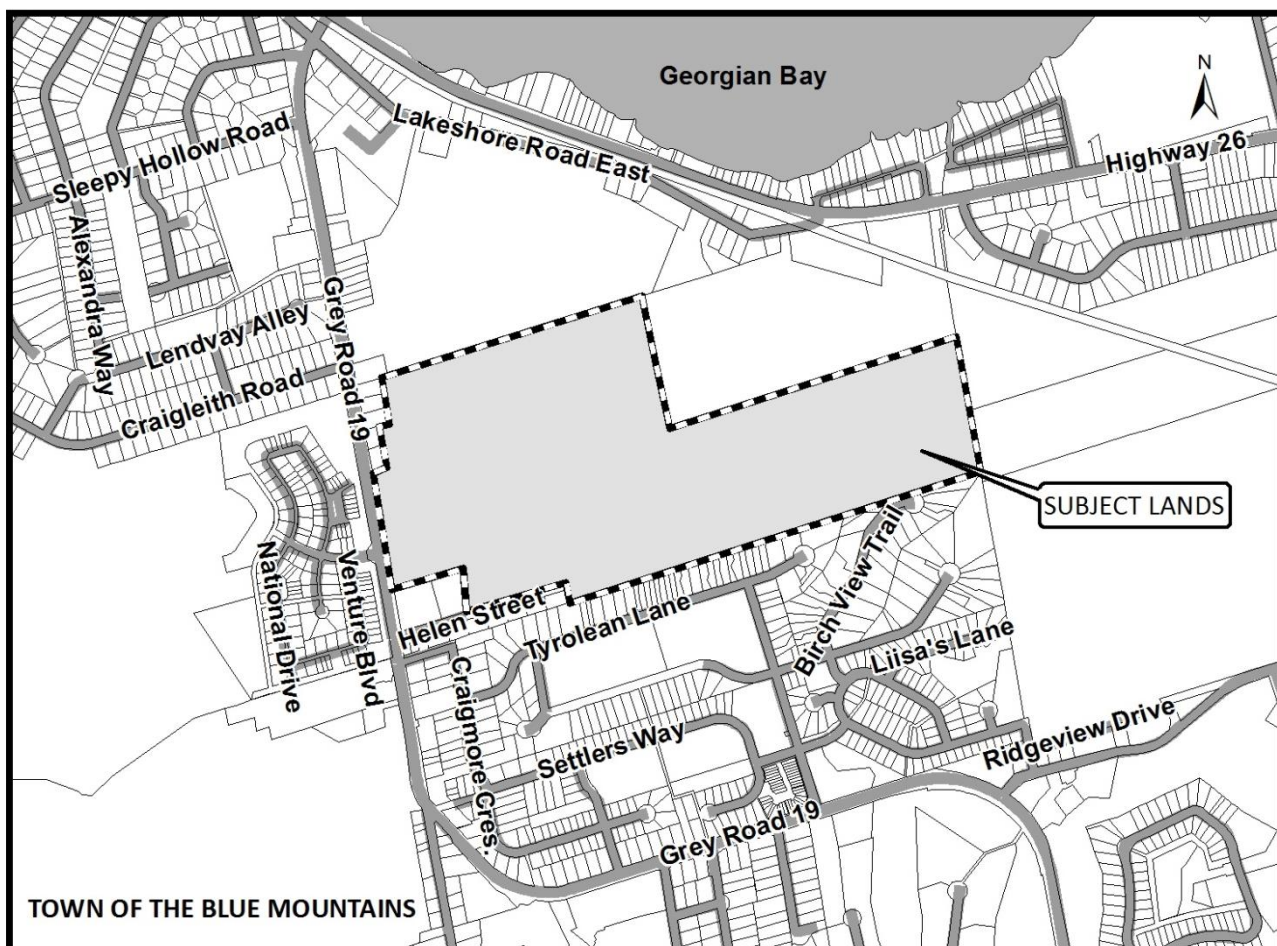 Georgian Bay
N
Lakeshore Road East
Highway 26
Sleepy Hollow Road
Alexandra Way
Grey Road 19
Lendvay Alley
Craigleith Road
SUBJECT LANDS
National Drive
Venture Blvd
Helen Street
Tyrolean Lane
Birch View Trail
Liisa's Lane
Craigmore Cres.
Settlers Way
Ridgeview Drive
Grey Road 19
TOWN OF THE BLUE MOUNTAINS